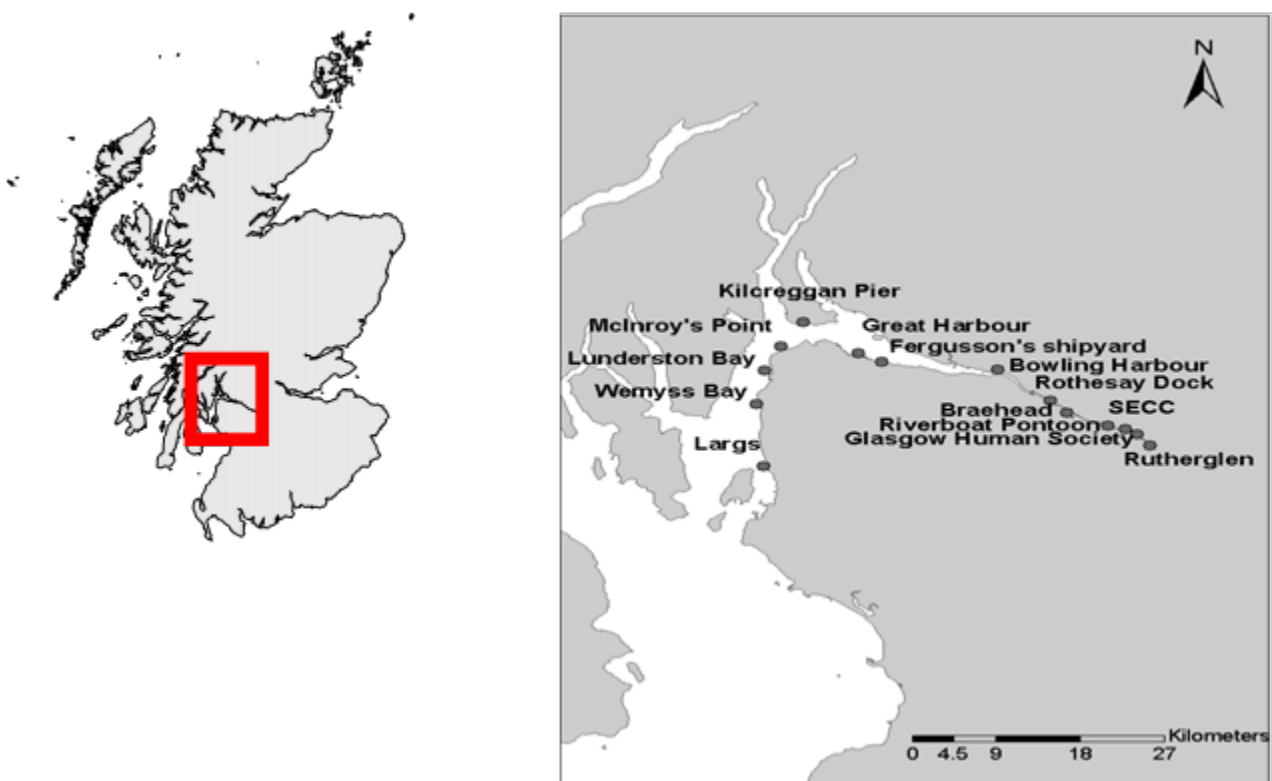 N
Kilcreggan Pier
McInroy's Point
Great Harbour
Fergusson's shipyard
Lunderston Bay
Bowling Harbour
Rothesay Dock
Wemyss Bay
Braehead
SECC
Riverboat Pontoon
Glasgow Human Society
Largs
Rutherglen
Kilometers
0 4.5 9 18 27